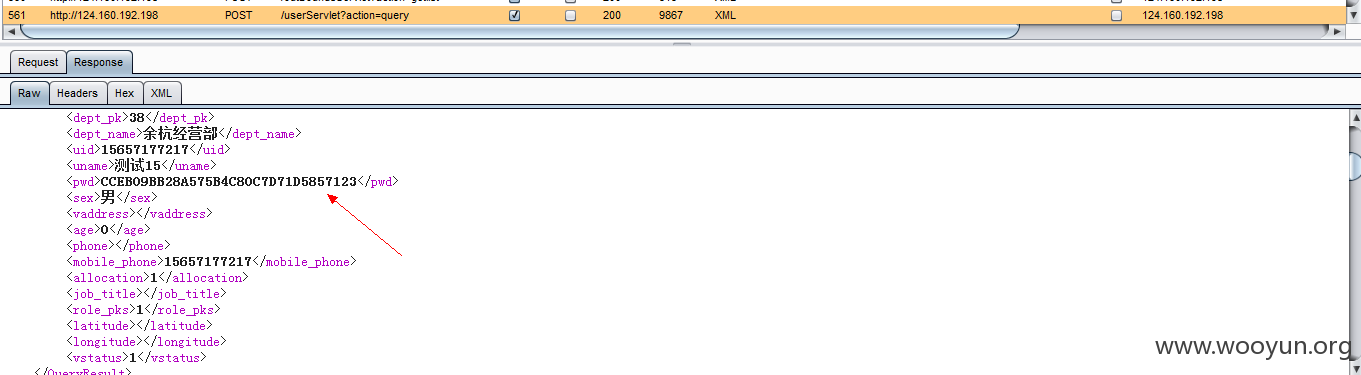 561 http://124.160.192.198 POST /userServlet?action=query 200 9867 XML 124.160.192.198
Request Response
Raw Headers Hex XML
<dept_pk>38</dept_pk>
<dept_name>余杭经营部</dept_name>
<uid>15657177217</uid>
<uname>测试15</uname>
<pwd>CCEB09BB28A575B4C80C7D71D5857123</pwd>
<sex>男</sex>
<vaddress></vaddress>
<age>0</age>
<phone></phone>
<mobile_phone>15657177217</mobile_phone>
<allocation>1</allocation>
<job_title></job_title>
<role_pks>1</role_pks>
<latitude></latitude>
<longitude></longitude>
<vstatus>1</vstatus>
</QueryResult>
www.wooyun.org